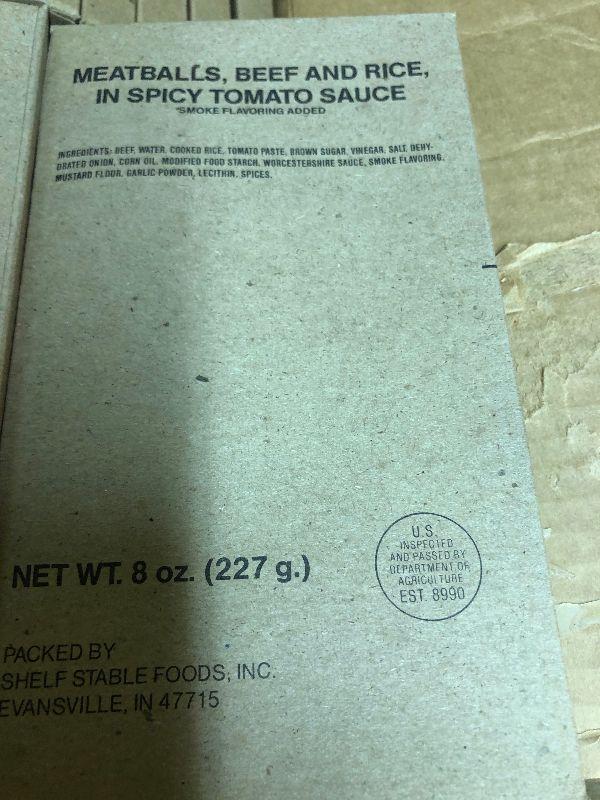 MEATBALLS, BEEF AND RICE,
IN SPICY TOMATO SAUCE
*SMOKE FLAVORING ADDED
INGREDIENTS: BEEF, WATER, COOKED RICE, TOMATO PASTE, BROWN SUGAR, VINEGAR, SALT, DEHY-
DRATED ONION, CORN OIL, MODIFIED FOOD STARCH, WORCESTERSHIRE SAUCE, SMOKE FLAVORING,
MUSTARD FLOUR, GARLIC POWDER, LECITHIN, SPICES.
U.S.
INSPECTED
AND PASSED BY
DEPARTMENT OF
AGRICULTURE
EST. 8990
NET WT. 8 oz. (227 g.)
PACKED BY
SHELF STABLE FOODS, INC.
EVANSVILLE, IN 47715